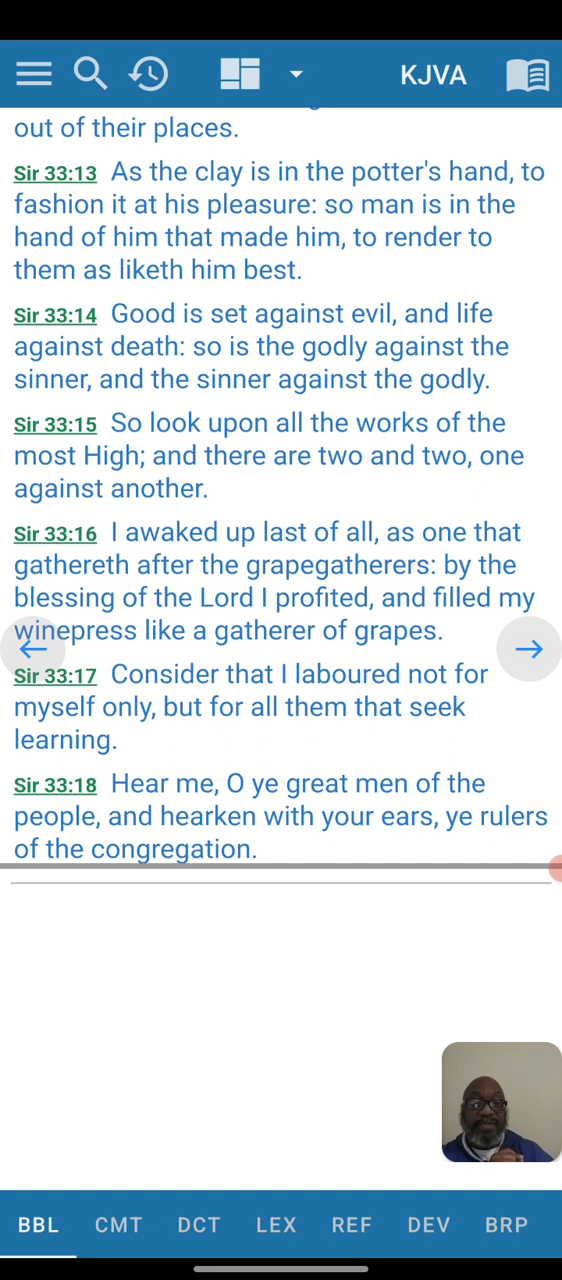 KJVA
out of their places.
Sir 33:13 As the clay is in the potter's hand, to
fashion it at his pleasure: so man is in the
hand of him that made him, to render to
them as liketh him best.
Sir 33:14 Good is set against evil, and life
against death: so is the godly against the
sinner, and the sinner against the godly.
Sir 33:15 So look upon all the works of the
most High; and there are two and two, one
against another.
Sir 33:16 I awaked up last of all, as one that
gathereth after the grapegatherers: by the
blessing of the Lord I profited, and filled my
winepress like a gatherer of grapes.
Sir 33:17 Consider that I laboured not for
myself only, but for all them that seek
learning.
Sir 33:18 Hear me, O ye great men of the
people, and hearken with your ears, ye rulers
of the congregation.
BBL CMT DCT LEX REF DEV BRP